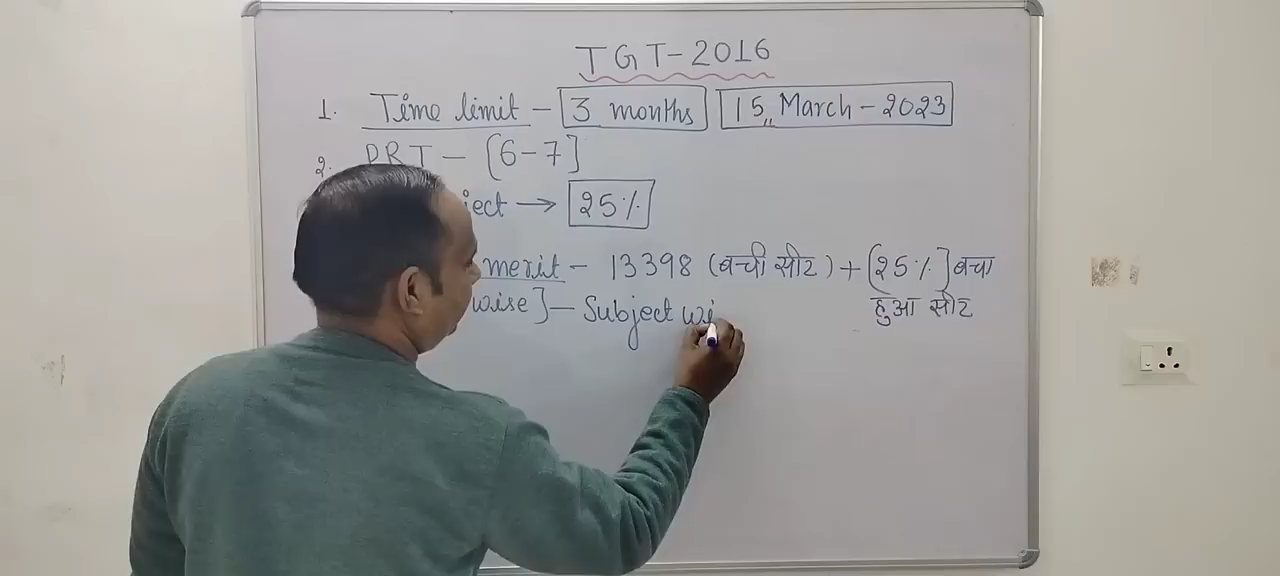 TGT-2016
1. Time limit - 3 months 15 March - 2023
2. PRT - [6-7]
→ 25%
merit - 13398 (बची सीट) + [25%] बचा
हुआ सीट
wise] - Subject wi